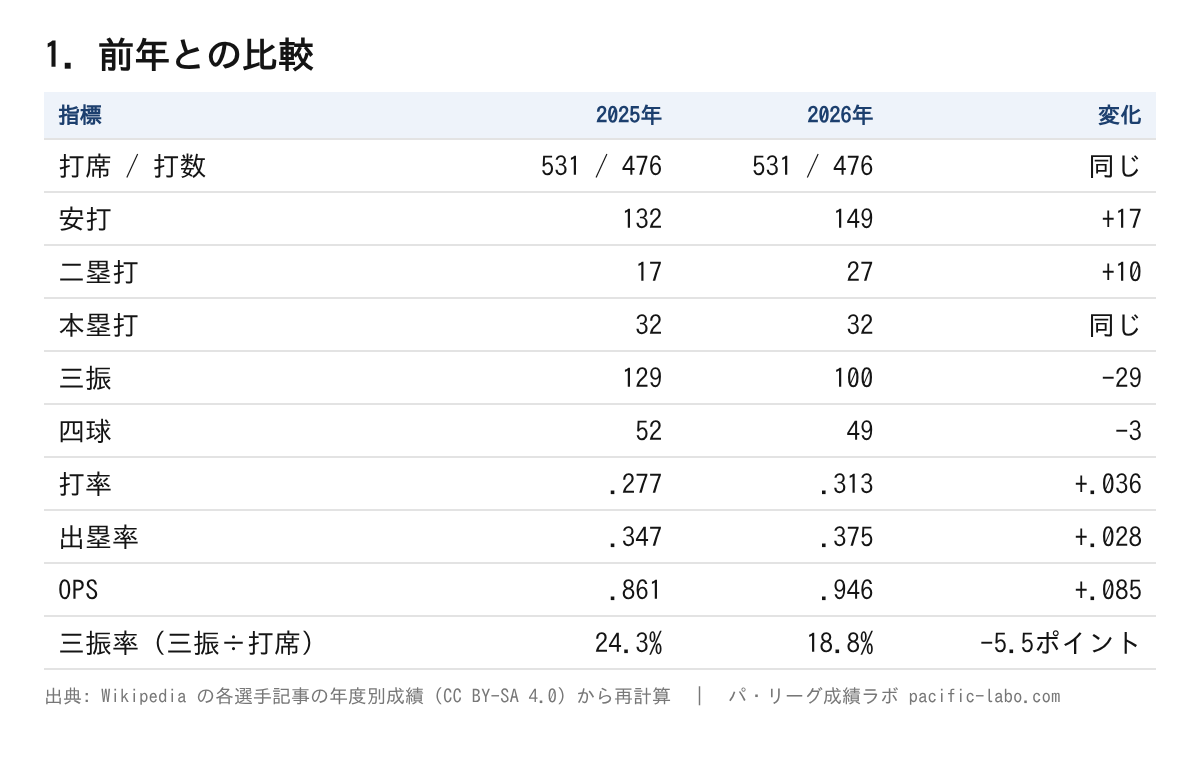 1. 前年との比較
指標 2025年 2026年 変化
打席 / 打数 531 / 476 531 / 476 同じ
安打 132 149 +17
二塁打 17 27 +10
本塁打 32 32 同じ
三振 129 100 -29
四球 52 49 -3
打率 .277 .313 +.036
出塁率 .347 .375 +.028
OPS .861 .946 +.085
三振率（三振÷打席） 24.3% 18.8% -5.5ポイント
出典: Wikipedia の各選手記事の年度別成績（CC BY-SA 4.0）から再計算 | パ・リーグ成績ラボ pacific-labo.com